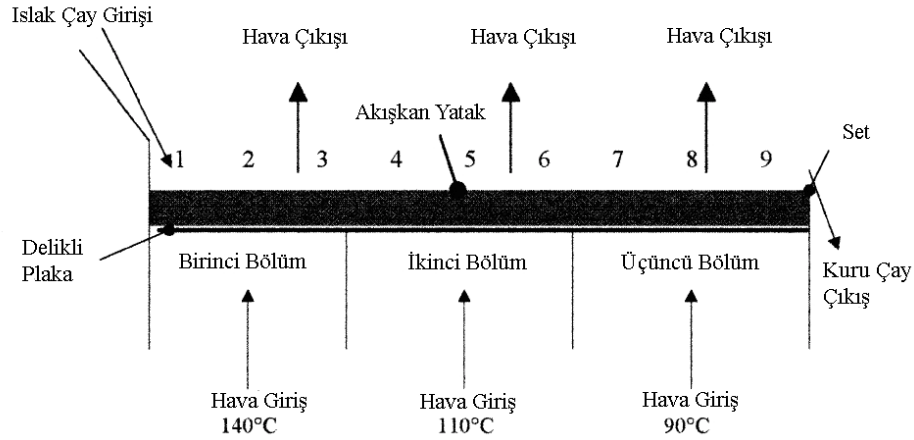 Islak Çay Girişi
Hava Çıkışı
Hava Çıkışı
Hava Çıkışı
Akışkan Yatak
Set
1 2 3 4 5 6 7 8 9
Delikli
Plaka
Birinci Bölüm
İkinci Bölüm
Üçüncü Bölüm
Kuru Çay
Çıkış
Hava Giriş
140°C
Hava Giriş
110°C
Hava Giriş
90°C